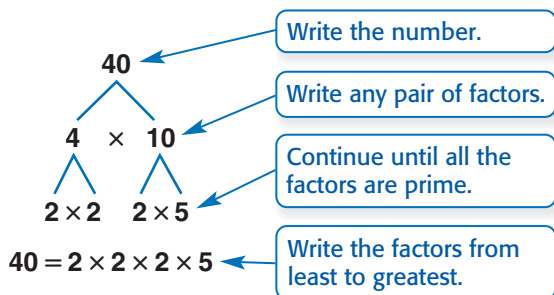 Write the number.
40
Write any pair of factors.
4 × 10
Continue until all the
factors are prime.
2 × 2 2 × 5
40 = 2 × 2 × 2 × 5
Write the factors from
least to greatest.